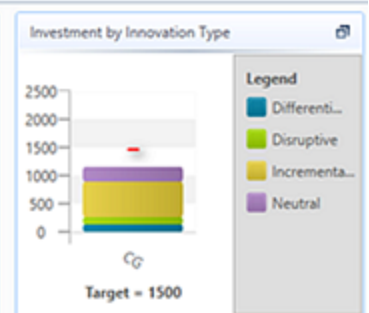 Investment by Innovation Type
Legend
Differenti...
Disruptive
Incrementa...
Neutral
2500
2000
1500
1000
500
0
CG
Target = 1500